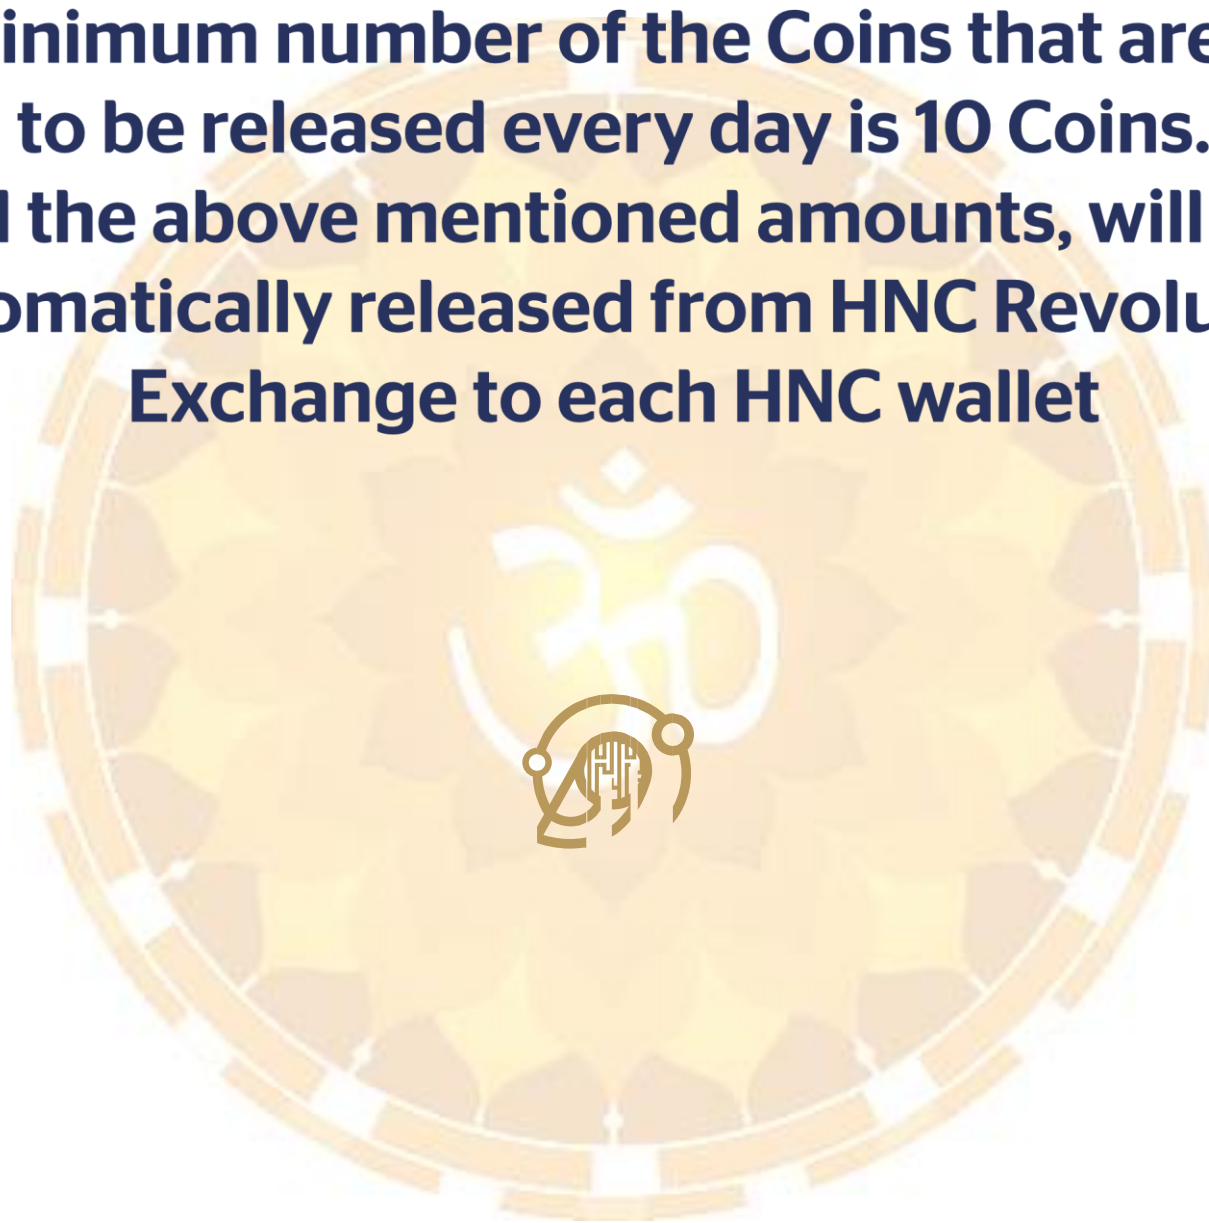 inimum number of the Coins that are
to be released every day is 10 Coins.
the above mentioned amounts, will
omatically released from HNC Revolu
Exchange to each HNC wallet
ॐ